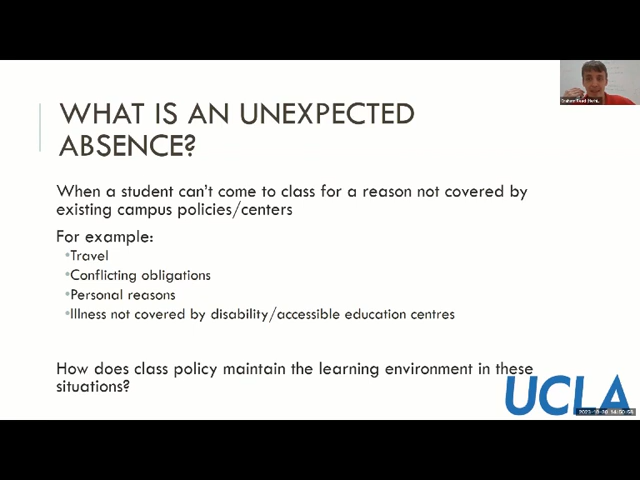 WHAT IS AN UNEXPECTED
ABSENCE?
When a student can't come to class for a reason not covered by
existing campus policies/centers
For example:
•Travel
•Conflicting obligations
•Personal reasons
•Illness not covered by disability/accessible education centres
How does class policy maintain the learning environment in these
situations?
UCLA